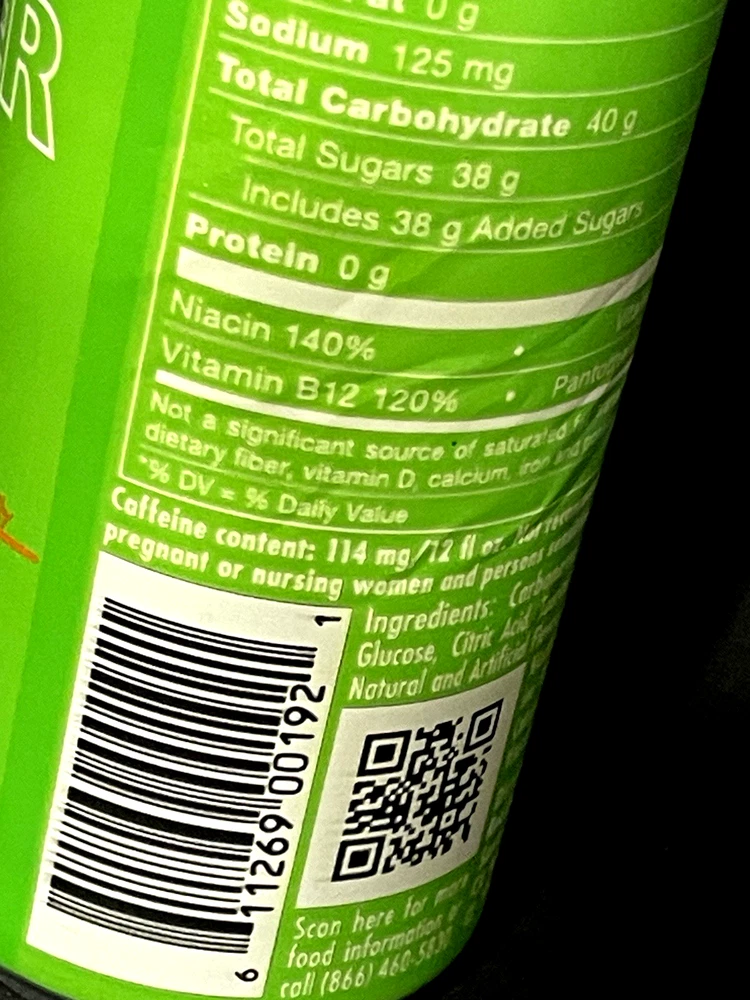 R
0 g
Sodium 125 mg
Total Carbohydrate 40 g
Total Sugars 38 g
Includes 38 g Added Sugars
Protein 0 g
Niacin 140% •
Vitamin B12 120% •
Not a significant source of saturated
dietary fiber, vitamin D, calcium, iron and
*% DV = % Daily Value
Caffeine content: 114 mg/12 fl oz. Not
pregnant or nursing women and persons
Ingredients:
Glucose, Citric Acid,
Natural and Artificial
6 11269 00192 1
Scan here for more
food information
call (866) 460-